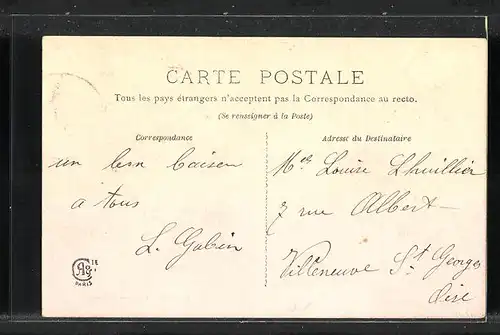 CARTE POSTALE
Tous les pays étrangers n'acceptent pas la Correspondance au recto.
(Se renseigner à la Poste)
Correspondance
Adresse du Destinataire
un bon baiser
à tous
L. Gabin
Melle Louise Lhuillier
7 rue Albert
Villeneuve St Georges
Oise
PARIS